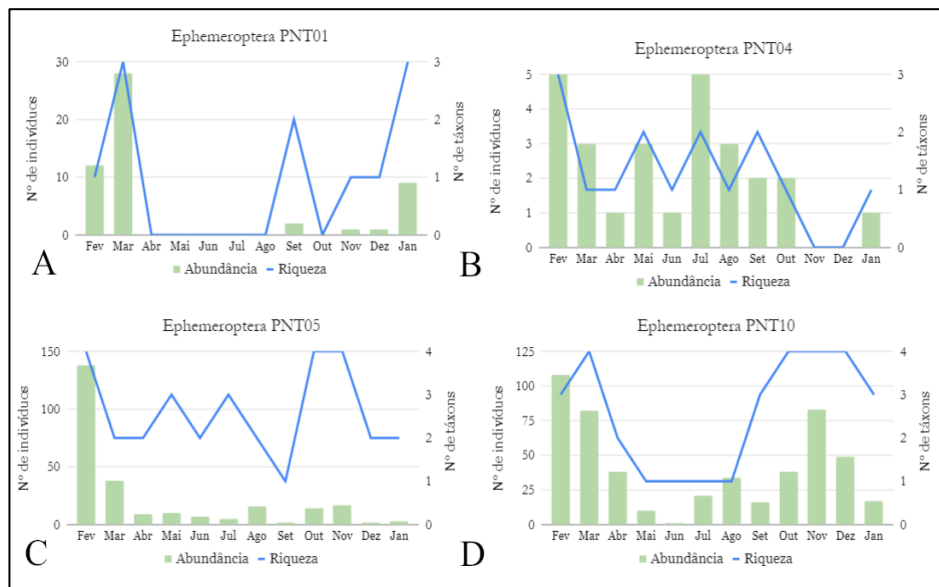 Ephemeroptera PNT01
30
20
10
0
3
2
1
0
Nº de indivíduos
Nº de táxons
Fev Mar Abr Mai Jun Jul Ago Set Out Nov Dez Jan
Abundância Riqueza
A
Ephemeroptera PNT04
5
4
3
2
1
0
3
2
1
0
Nº de indivíduos
Nº de táxons
Fev Mar Abr Mai Jun Jul Ago Set Out Nov Dez Jan
Abundância Riqueza
B
Ephemeroptera PNT05
150
100
50
0
4
3
2
1
0
Nº de indivíduos
Nº de táxons
Fev Mar Abr Mai Jun Jul Ago Set Out Nov Dez Jan
Abundância Riqueza
C
Ephemeroptera PNT10
125
100
75
50
25
0
4
3
2
1
0
Nº de indivíduos
Nº de táxons
Fev Mar Abr Mai Jun Jul Ago Set Out Nov Dez Jan
Abundância Riqueza
D